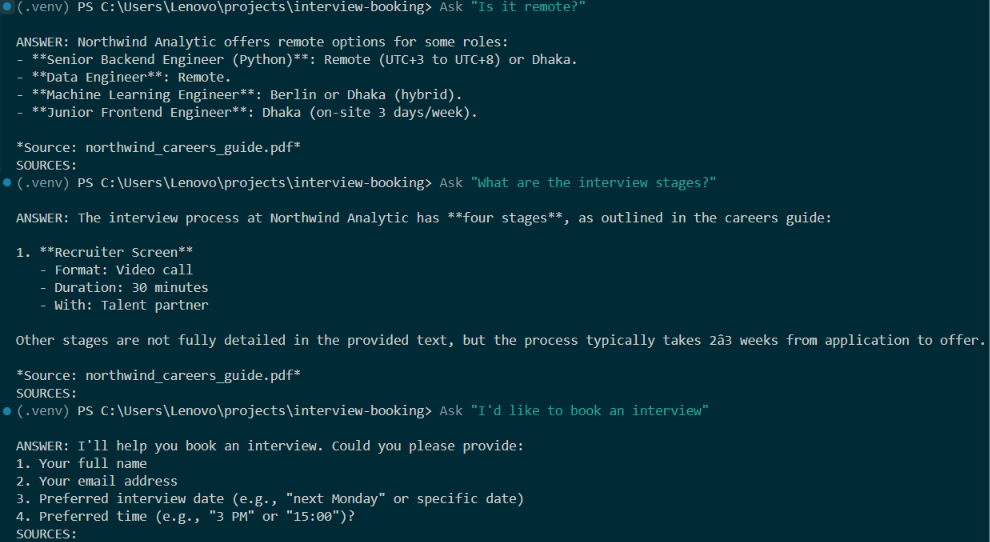 (.venv) PS C:\Users\Lenovo\projects\interview-booking> Ask "Is it remote?"
ANSWER: Northwind Analytic offers remote options for some roles:
- **Senior Backend Engineer (Python)**: Remote (UTC+3 to UTC+8) or Dhaka.
- **Data Engineer**: Remote.
- **Machine Learning Engineer**: Berlin or Dhaka (hybrid).
- **Junior Frontend Engineer**: Dhaka (on-site 3 days/week).
*Source: northwind_careers_guide.pdf*
SOURCES:
(.venv) PS C:\Users\Lenovo\projects\interview-booking> Ask "What are the interview stages?"
ANSWER: The interview process at Northwind Analytic has **four stages**, as outlined in the careers guide:
1. **Recruiter Screen**
- Format: Video call
- Duration: 30 minutes
- With: Talent partner
Other stages are not fully detailed in the provided text, but the process typically takes 2â3 weeks from application to offer.
*Source: northwind_careers_guide.pdf*
SOURCES:
(.venv) PS C:\Users\Lenovo\projects\interview-booking> Ask "I'd like to book an interview"
ANSWER: I'll help you book an interview. Could you please provide:
1. Your full name
2. Your email address
3. Preferred interview date (e.g., "next Monday" or specific date)
4. Preferred time (e.g., "3 PM" or "15:00")?
SOURCES: